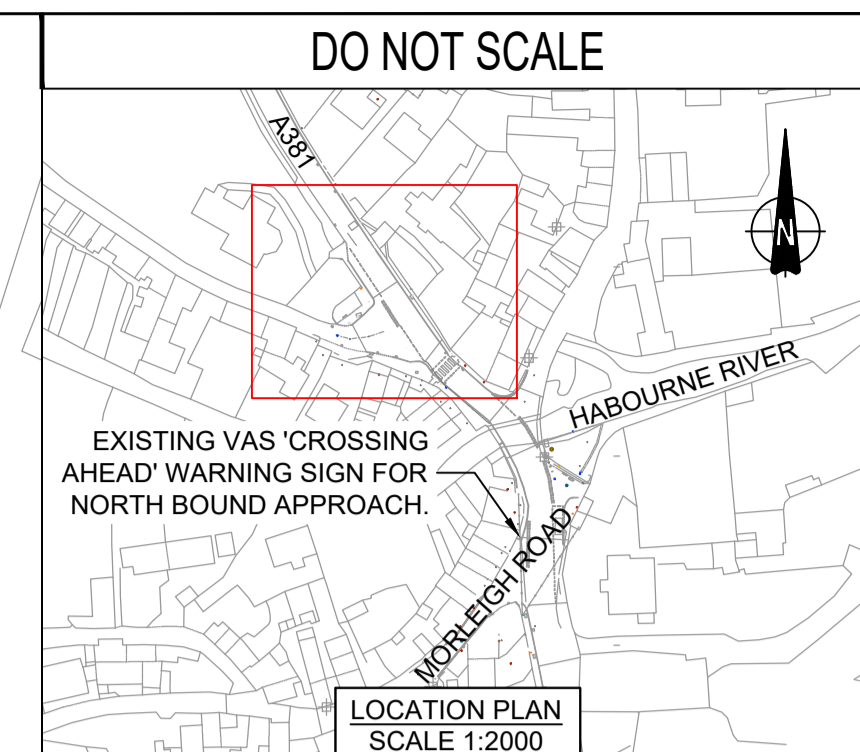 DO NOT SCALE
A381
N
HABOURNE RIVER
EXISTING VAS 'CROSSING
AHEAD' WARNING SIGN FOR
NORTH BOUND APPROACH.
MORLEIGH ROAD
LOCATION PLAN
SCALE 1:2000